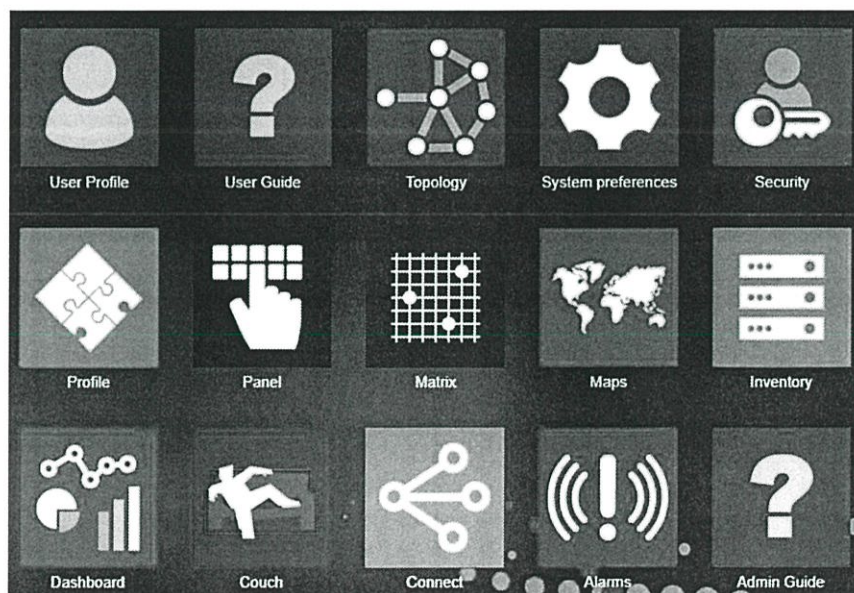 User Profile
User Guide
Topology
System preferences
Security
Profile
Panel
Matrix
Maps
Inventory
Dashboard
Couch
Connect
Alarms
Admin Guide